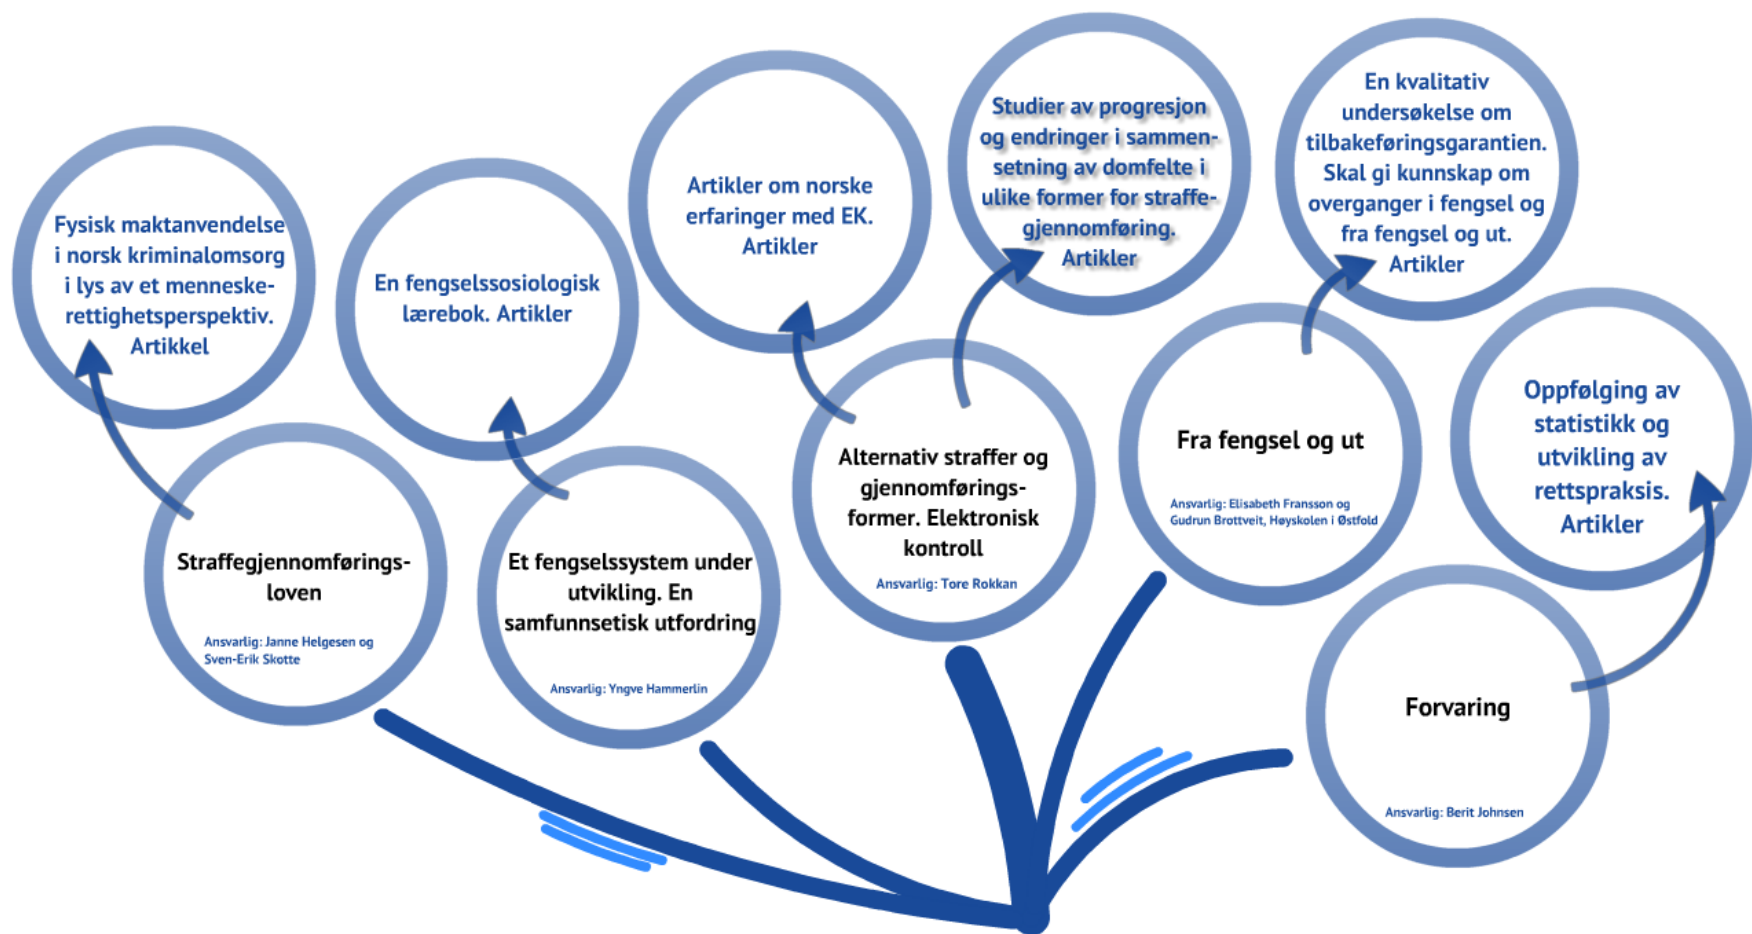 Fysisk maktanvendelse
i norsk kriminalomsorg
i lys av et menneske-
rettighetsperspektiv.
Artikkel
En fengselssosiologisk
lærebok. Artikler
Artikler om norske
erfaringer med EK.
Artikler
Studier av progresjon
og endringer i sammen-
setning av domfelte i
ulike former for straffe-
gjennomføring.
Artikler
En kvalitativ
undersøkelse om
tilbakeføringsgarantien.
Skal gi kunnskap om
overganger i fengsel og
fra fengsel og ut.
Artikler
Oppfølging av
statistikk og
utvikling av
rettspraksis.
Artikler
Straffegjennomførings-
loven
Ansvarlig: Janne Helgesen og
Sven-Erik Skotte
Et fengselssystem under
utvikling. En
samfunnsetisk utfordring
Ansvarlig: Yngve Hammerlin
Alternativ straffer og
gjennomførings-
former. Elektronisk
kontroll
Ansvarlig: Tore Rokkan
Fra fengsel og ut
Ansvarlig: Elisabeth Fransson og
Gudrun Brottveit, Høyskolen i Østfold
Forvaring
Ansvarlig: Berit Johnsen